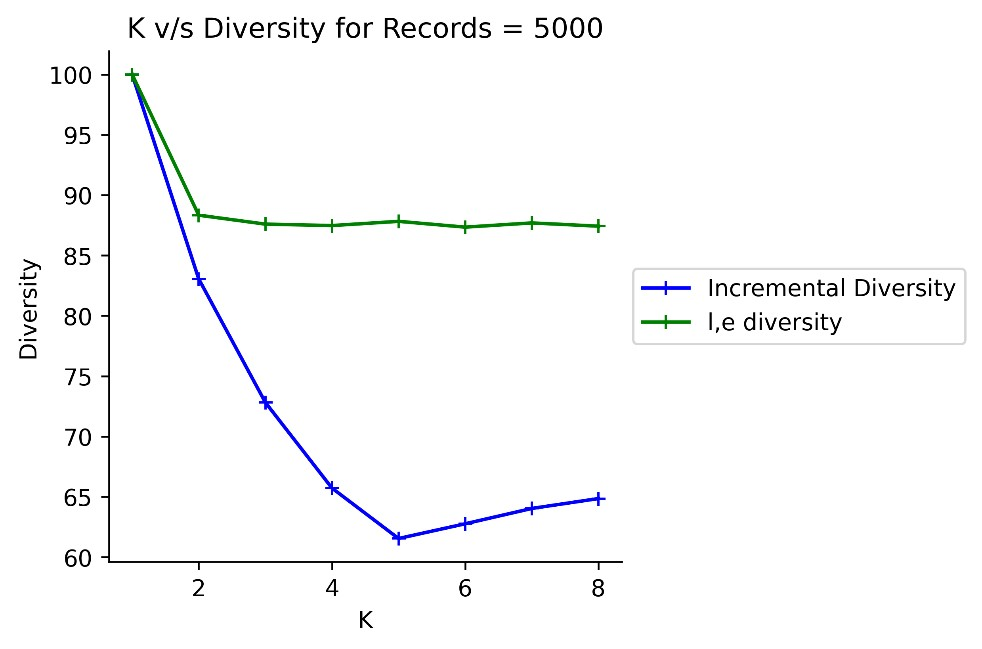 K v/s Diversity for Records = 5000
100
95
90
85
80
75
70
65
60
Diversity
2 4 6 8
K
Incremental Diversity
l,e diversity